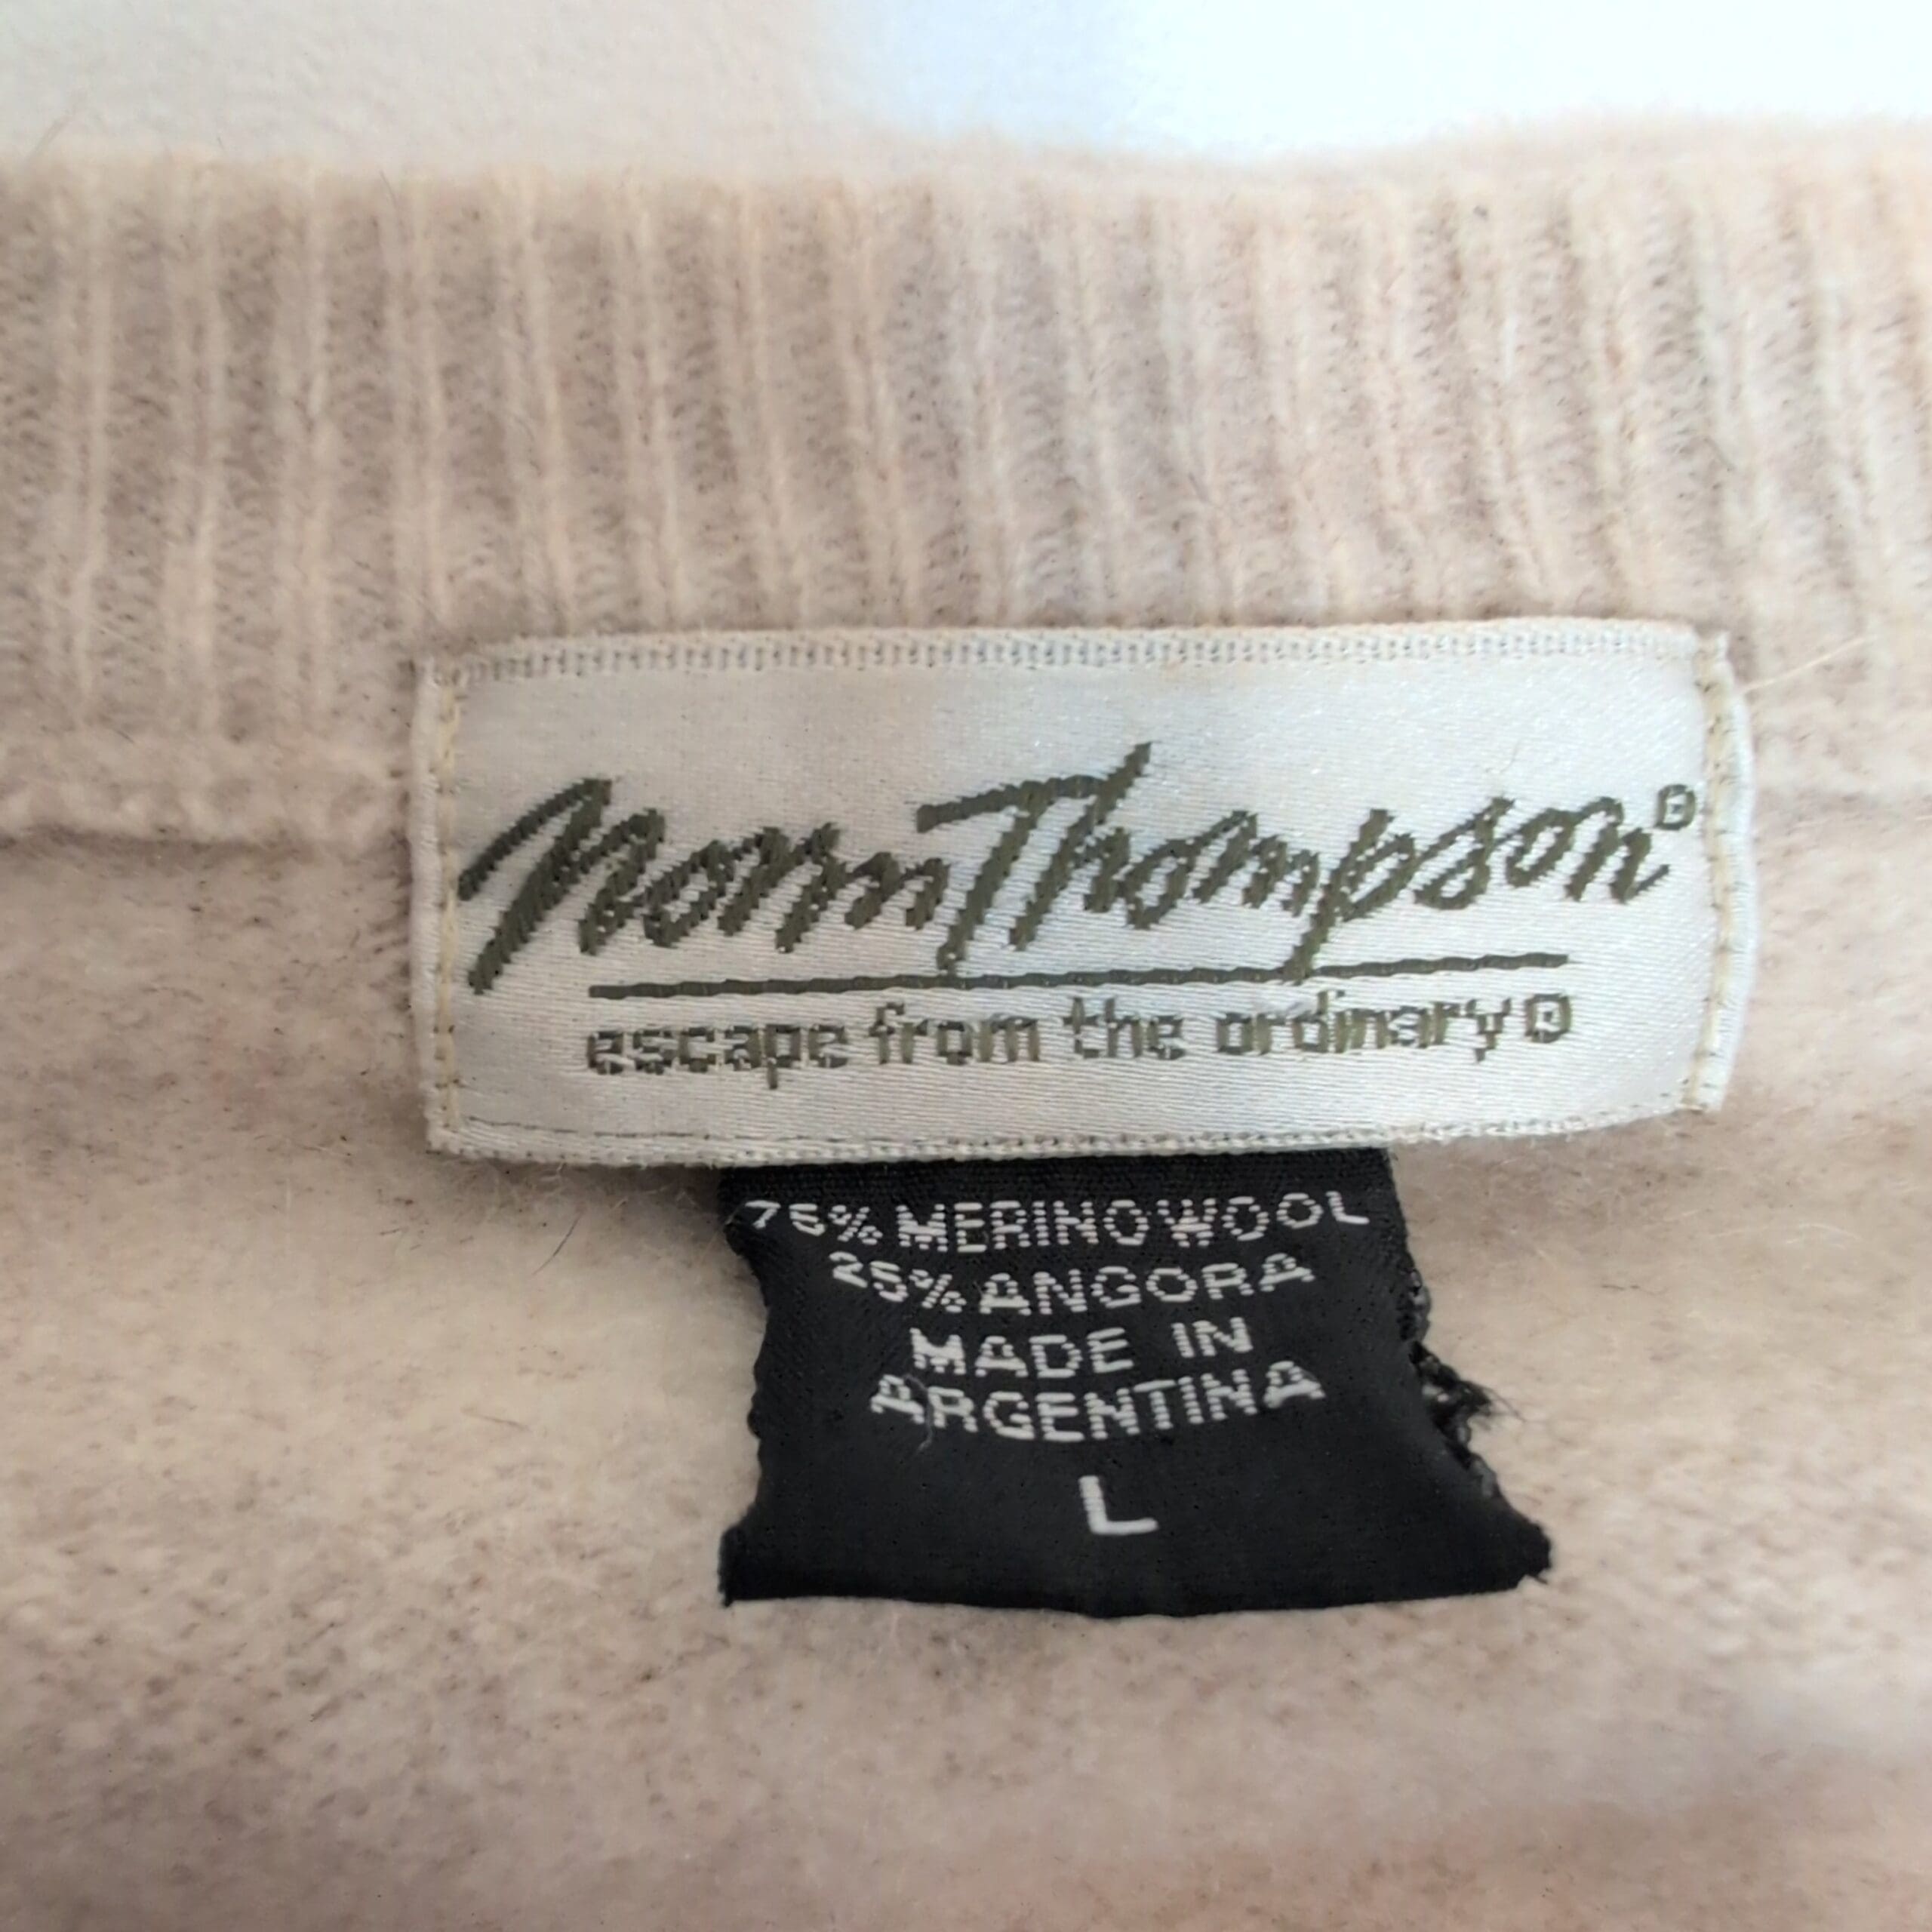 Norm Thompson®
escape from the ordinary®
75% MERINO WOOL
25% ANGORA
MADE IN
ARGENTINA
L